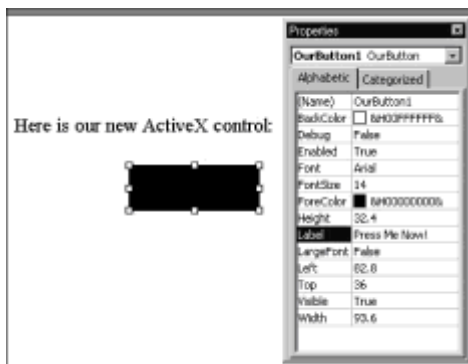 Here is our new ActiveX control:
Properties
OurButton1 OurButton
Alphabetic Categorized
(Name) OurButton1
BackColor &H00FFFFFF&
Debug False
Enabled True
Font Arial
FontSize 14
ForeColor &H00000000&
Height 32.4
Label Press Me Now!
LargeFont False
Left 82.8
Top 36
Visible True
Width 93.6